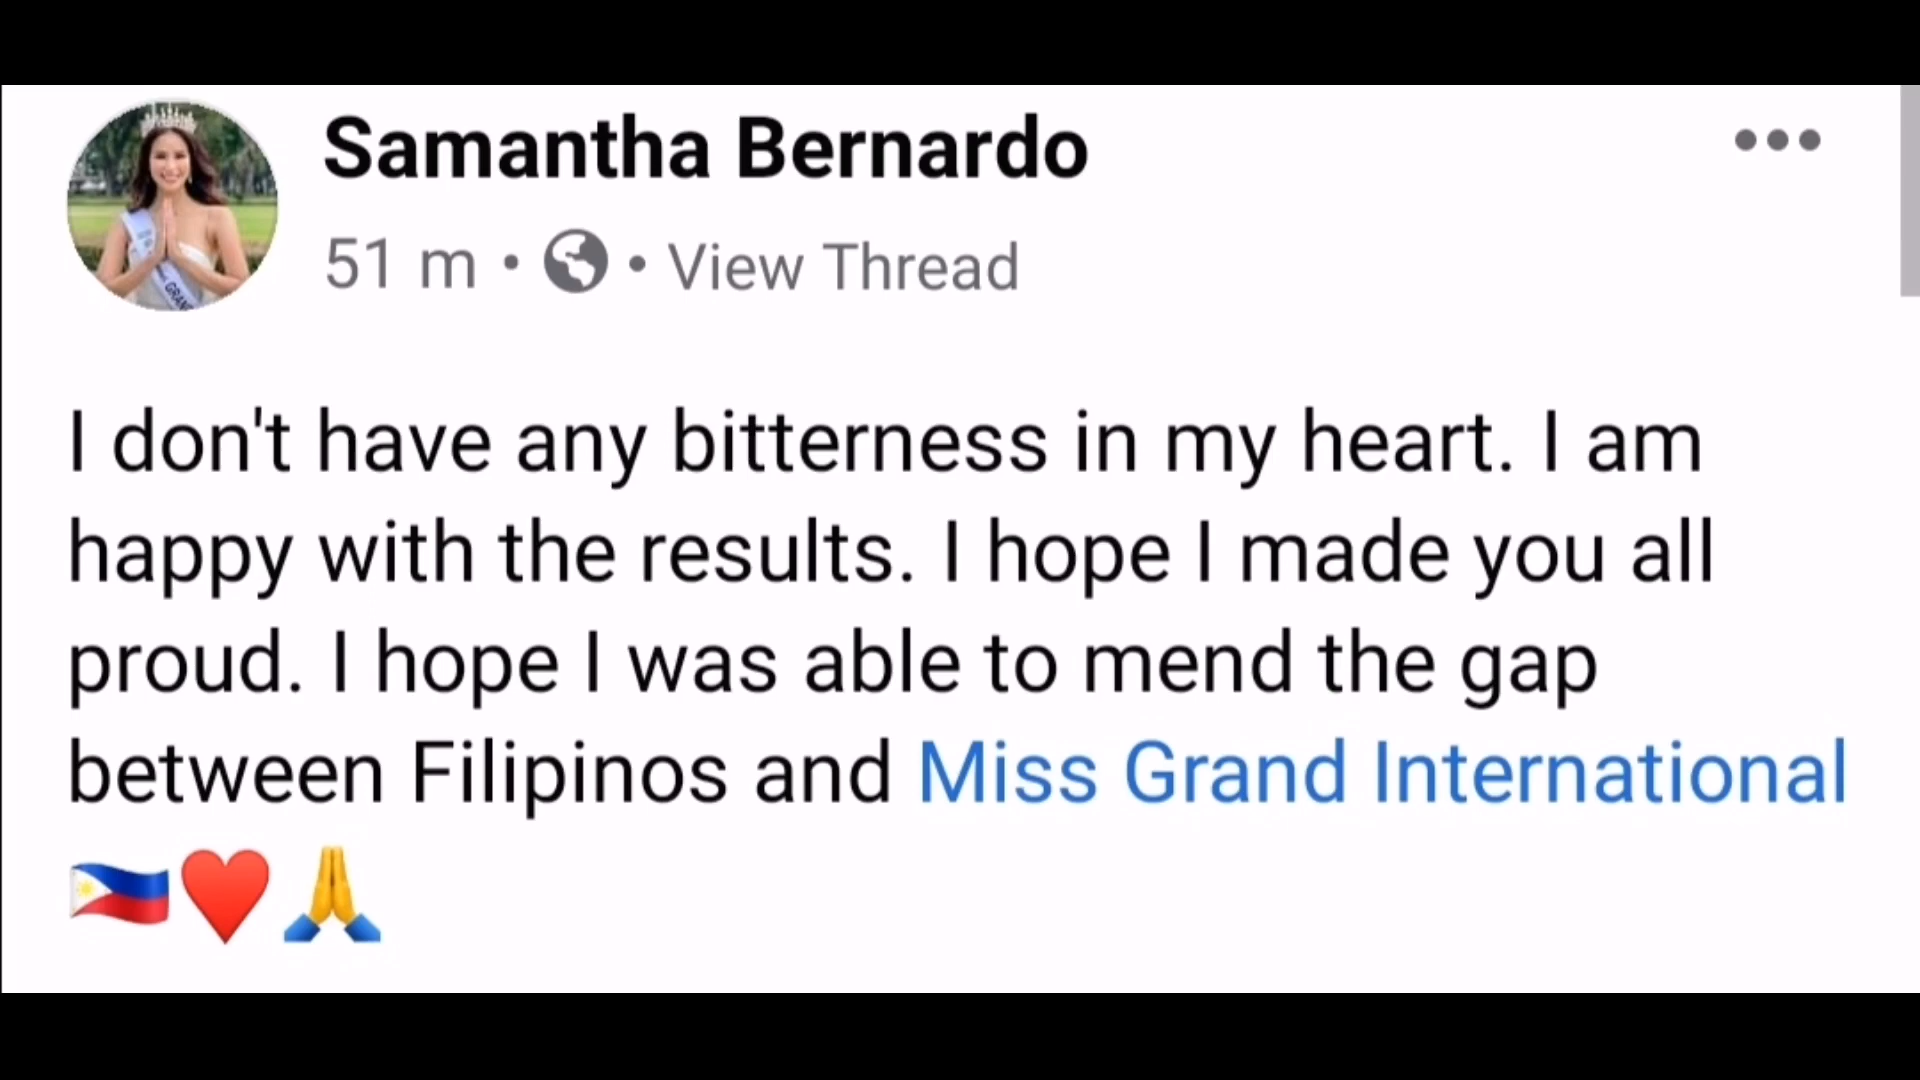 Samantha Bernardo
51 m • View Thread
I don't have any bitterness in my heart. I am
happy with the results. I hope I made you all
proud. I hope I was able to mend the gap
between Filipinos and Miss Grand International
🇵🇭❤️🙏
GRAND